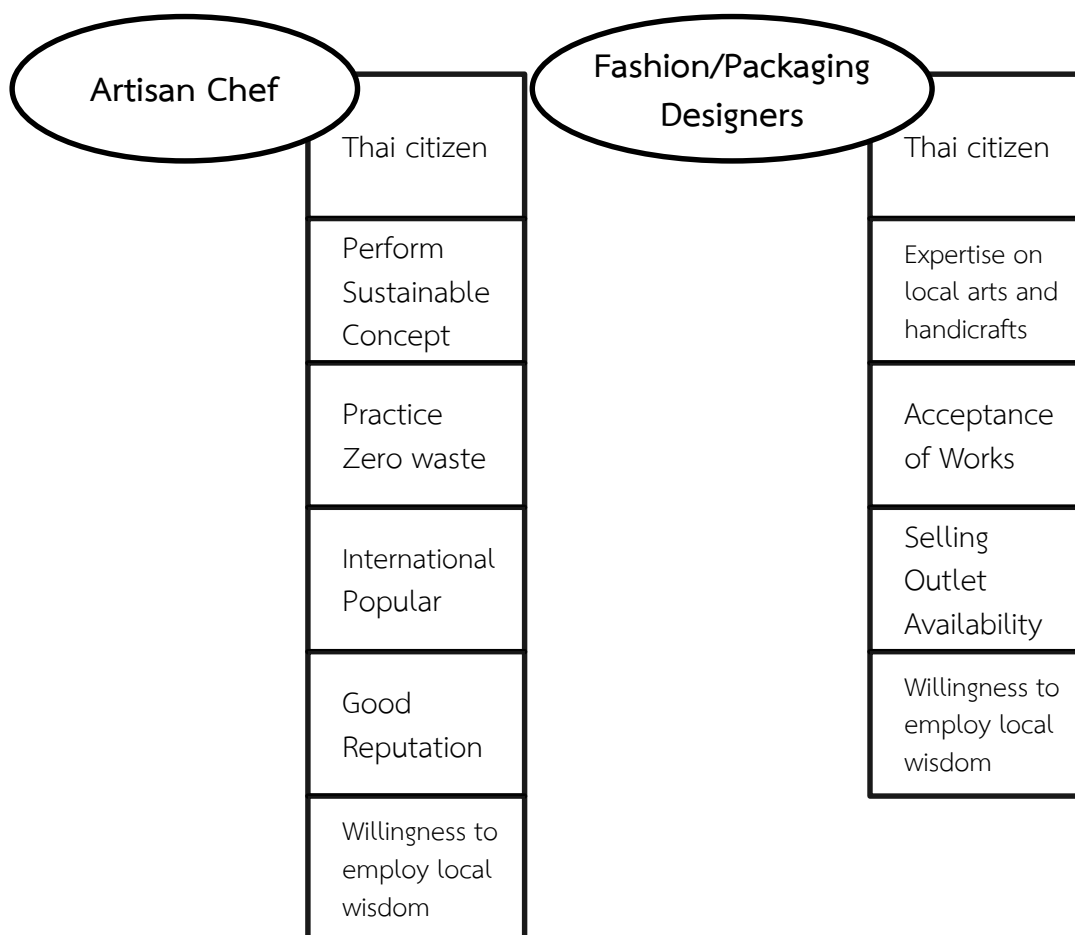 Artisan Chef
Thai citizen
Perform
Sustainable
Concept
Practice
Zero waste
International
Popular
Good
Reputation
Willingness to
employ local
wisdom
Fashion/Packaging
Designers
Thai citizen
Expertise on
local arts and
handicrafts
Acceptance
of Works
Selling
Outlet
Availability
Willingness to
employ local
wisdom